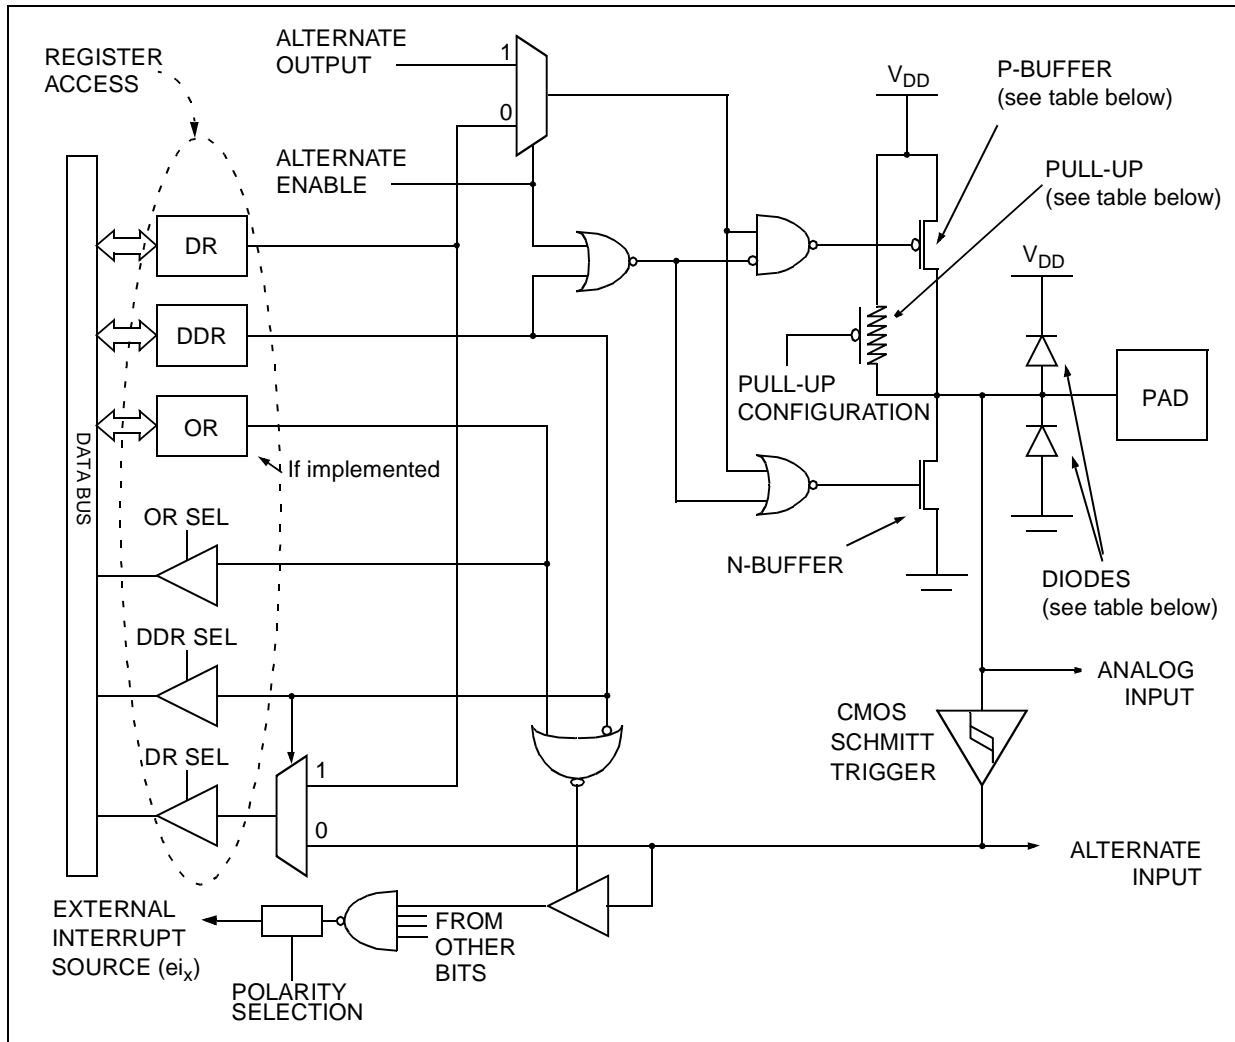 REGISTER
ACCESS
ALTERNATE
OUTPUT
1
0
ALTERNATE
ENABLE
VDD
P-BUFFER
(see table below)
PULL-UP
(see table below)
DR
DDR
OR
If implemented
DATA BUS
VDD
PULL-UP
CONFIGURATION
PAD
OR SEL
N-BUFFER
DIODES
(see table below)
DDR SEL
ANALOG
INPUT
CMOS
SCHMITT
TRIGGER
DR SEL
1
0
ALTERNATE
INPUT
EXTERNAL
INTERRUPT
SOURCE (eix)
FROM
OTHER
BITS
POLARITY
SELECTION